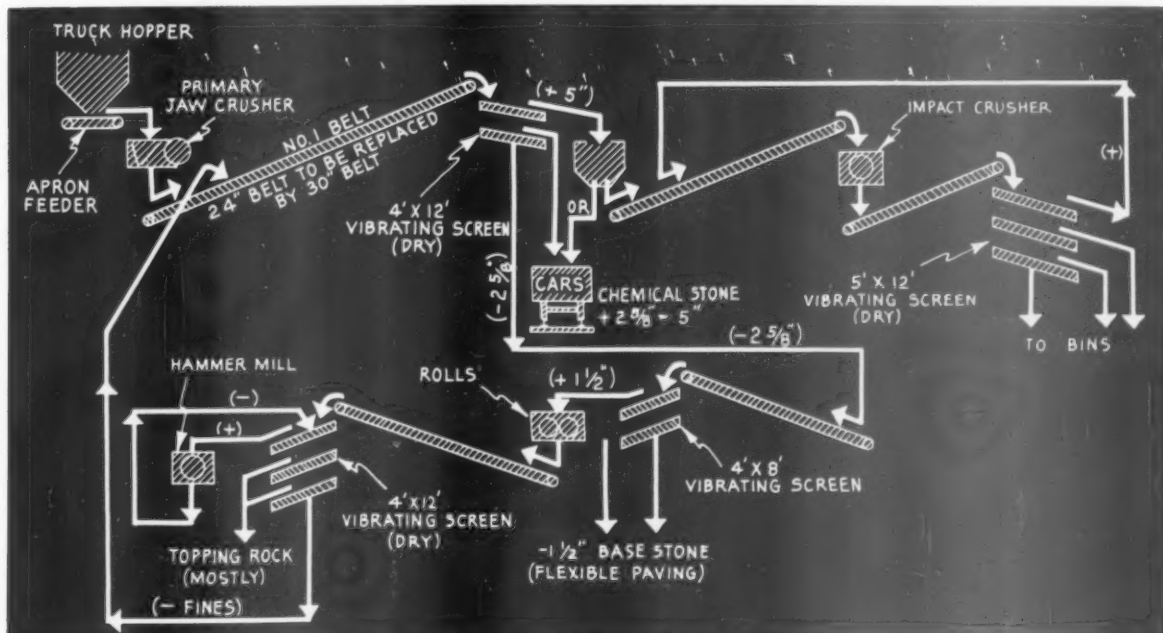 TRUCK HOPPER
PRIMARY
JAW CRUSHER
APRON
FEEDER
NO. 1 BELT
24" BELT TO BE REPLACED
BY 30" BELT
(+ 5")
4' X 12'
VIBRATING SCREEN
(DRY)
OR
CARS
CHEMICAL STONE
+ 2 5/8" - 5"
IMPACT CRUSHER
(+)
5' X 12'
VIBRATING SCREEN
(DRY)
TO BINS
(-2 5/8")
(-2 5/8")
HAMMER MILL
(-)
(+)
4' X 12'
VIBRATING SCREEN
(DRY)
TOPPING ROCK
(MOSTLY)
(- FINES)
ROLLS
(+ 1 1/2")
4' X 8'
VIBRATING SCREEN
-1 1/2" BASE STONE
(FLEXIBLE PAVING)